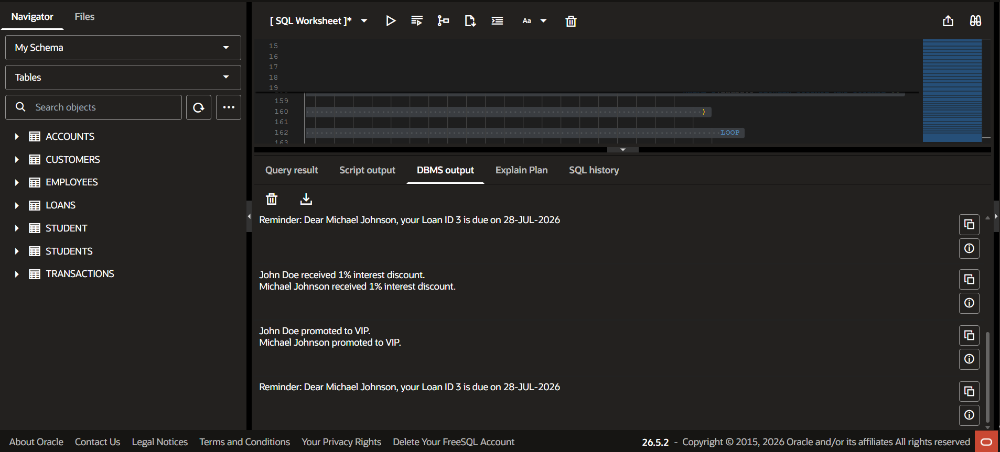 Navigator Files
My Schema
Tables
Search objects
ACCOUNTS
CUSTOMERS
EMPLOYEES
LOANS
STUDENT
STUDENTS
TRANSACTIONS
[ SQL Worksheet ]*
Aa
15
16
17
18
19
159
160 )
161
162 LOOP
163
Query result Script output DBMS output Explain Plan SQL history
Reminder: Dear Michael Johnson, your Loan ID 3 is due on 28-JUL-2026
John Doe received 1% interest discount.
Michael Johnson received 1% interest discount.
John Doe promoted to VIP.
Michael Johnson promoted to VIP.
Reminder: Dear Michael Johnson, your Loan ID 3 is due on 28-JUL-2026
About Oracle Contact Us Legal Notices Terms and Conditions Your Privacy Rights Delete Your FreeSQL Account 26.5.2 - Copyright © 2015, 2026 Oracle and/or its affiliates All rights reserved